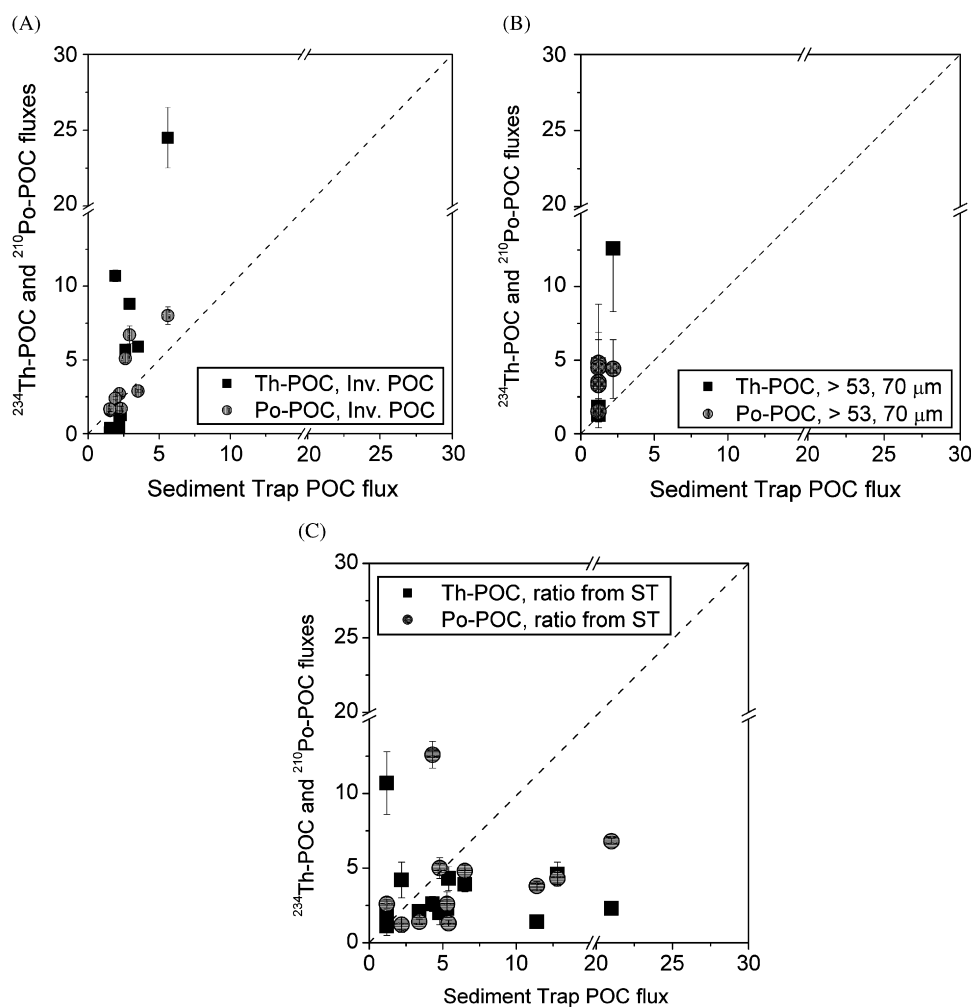 (A)
30
25
20
10
5
0
²³⁴Th-POC and ²¹⁰Po-POC fluxes
Th-POC, Inv. POC
Po-POC, Inv. POC
0 5 10 15 20 25 30
Sediment Trap POC flux
(B)
30
25
20
10
5
0
²³⁴Th-POC and ²¹⁰Po-POC fluxes
Th-POC, > 53, 70 μm
Po-POC, > 53, 70 μm
0 5 10 15 20 25 30
Sediment Trap POC flux
(C)
30
25
20
10
5
0
²³⁴Th-POC and ²¹⁰Po-POC fluxes
Th-POC, ratio from ST
Po-POC, ratio from ST
0 5 10 15 20 25 30
Sediment Trap POC flux